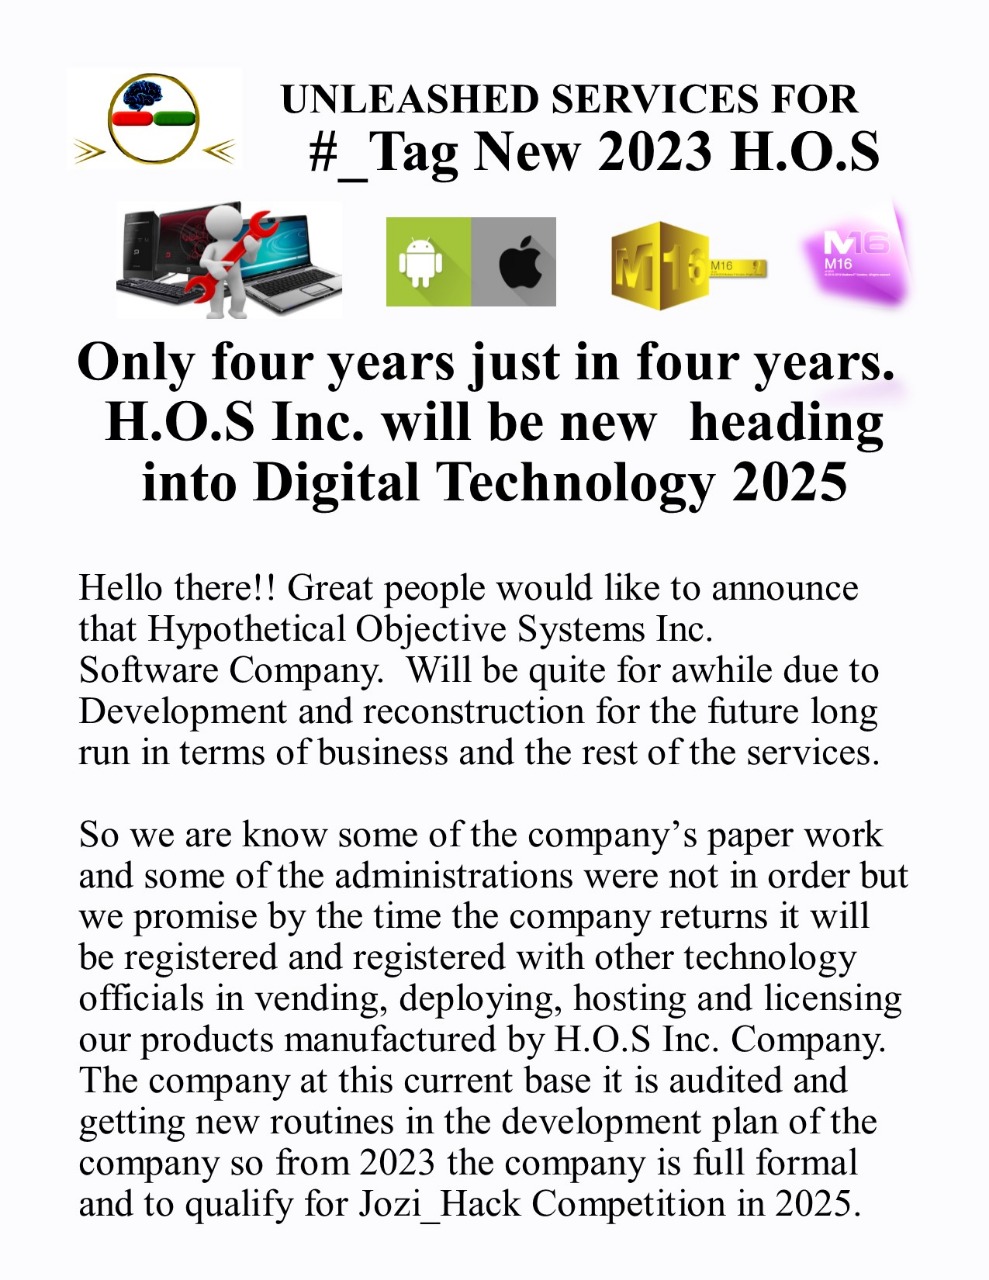 UNLEASHED SERVICES FOR
#_Tag New 2023 H.O.S
M16
M16
M16
M16
Only four years just in four years.
H.O.S Inc. will be new heading
into Digital Technology 2025
Hello there!! Great people would like to announce
that Hypothetical Objective Systems Inc.
Software Company. Will be quite for awhile due to
Development and reconstruction for the future long
run in terms of business and the rest of the services.
So we are know some of the company’s paper work
and some of the administrations were not in order but
we promise by the time the company returns it will
be registered and registered with other technology
officials in vending, deploying, hosting and licensing
our products manufactured by H.O.S Inc. Company.
The company at this current base it is audited and
getting new routines in the development plan of the
company so from 2023 the company is full formal
and to qualify for Jozi_Hack Competition in 2025.